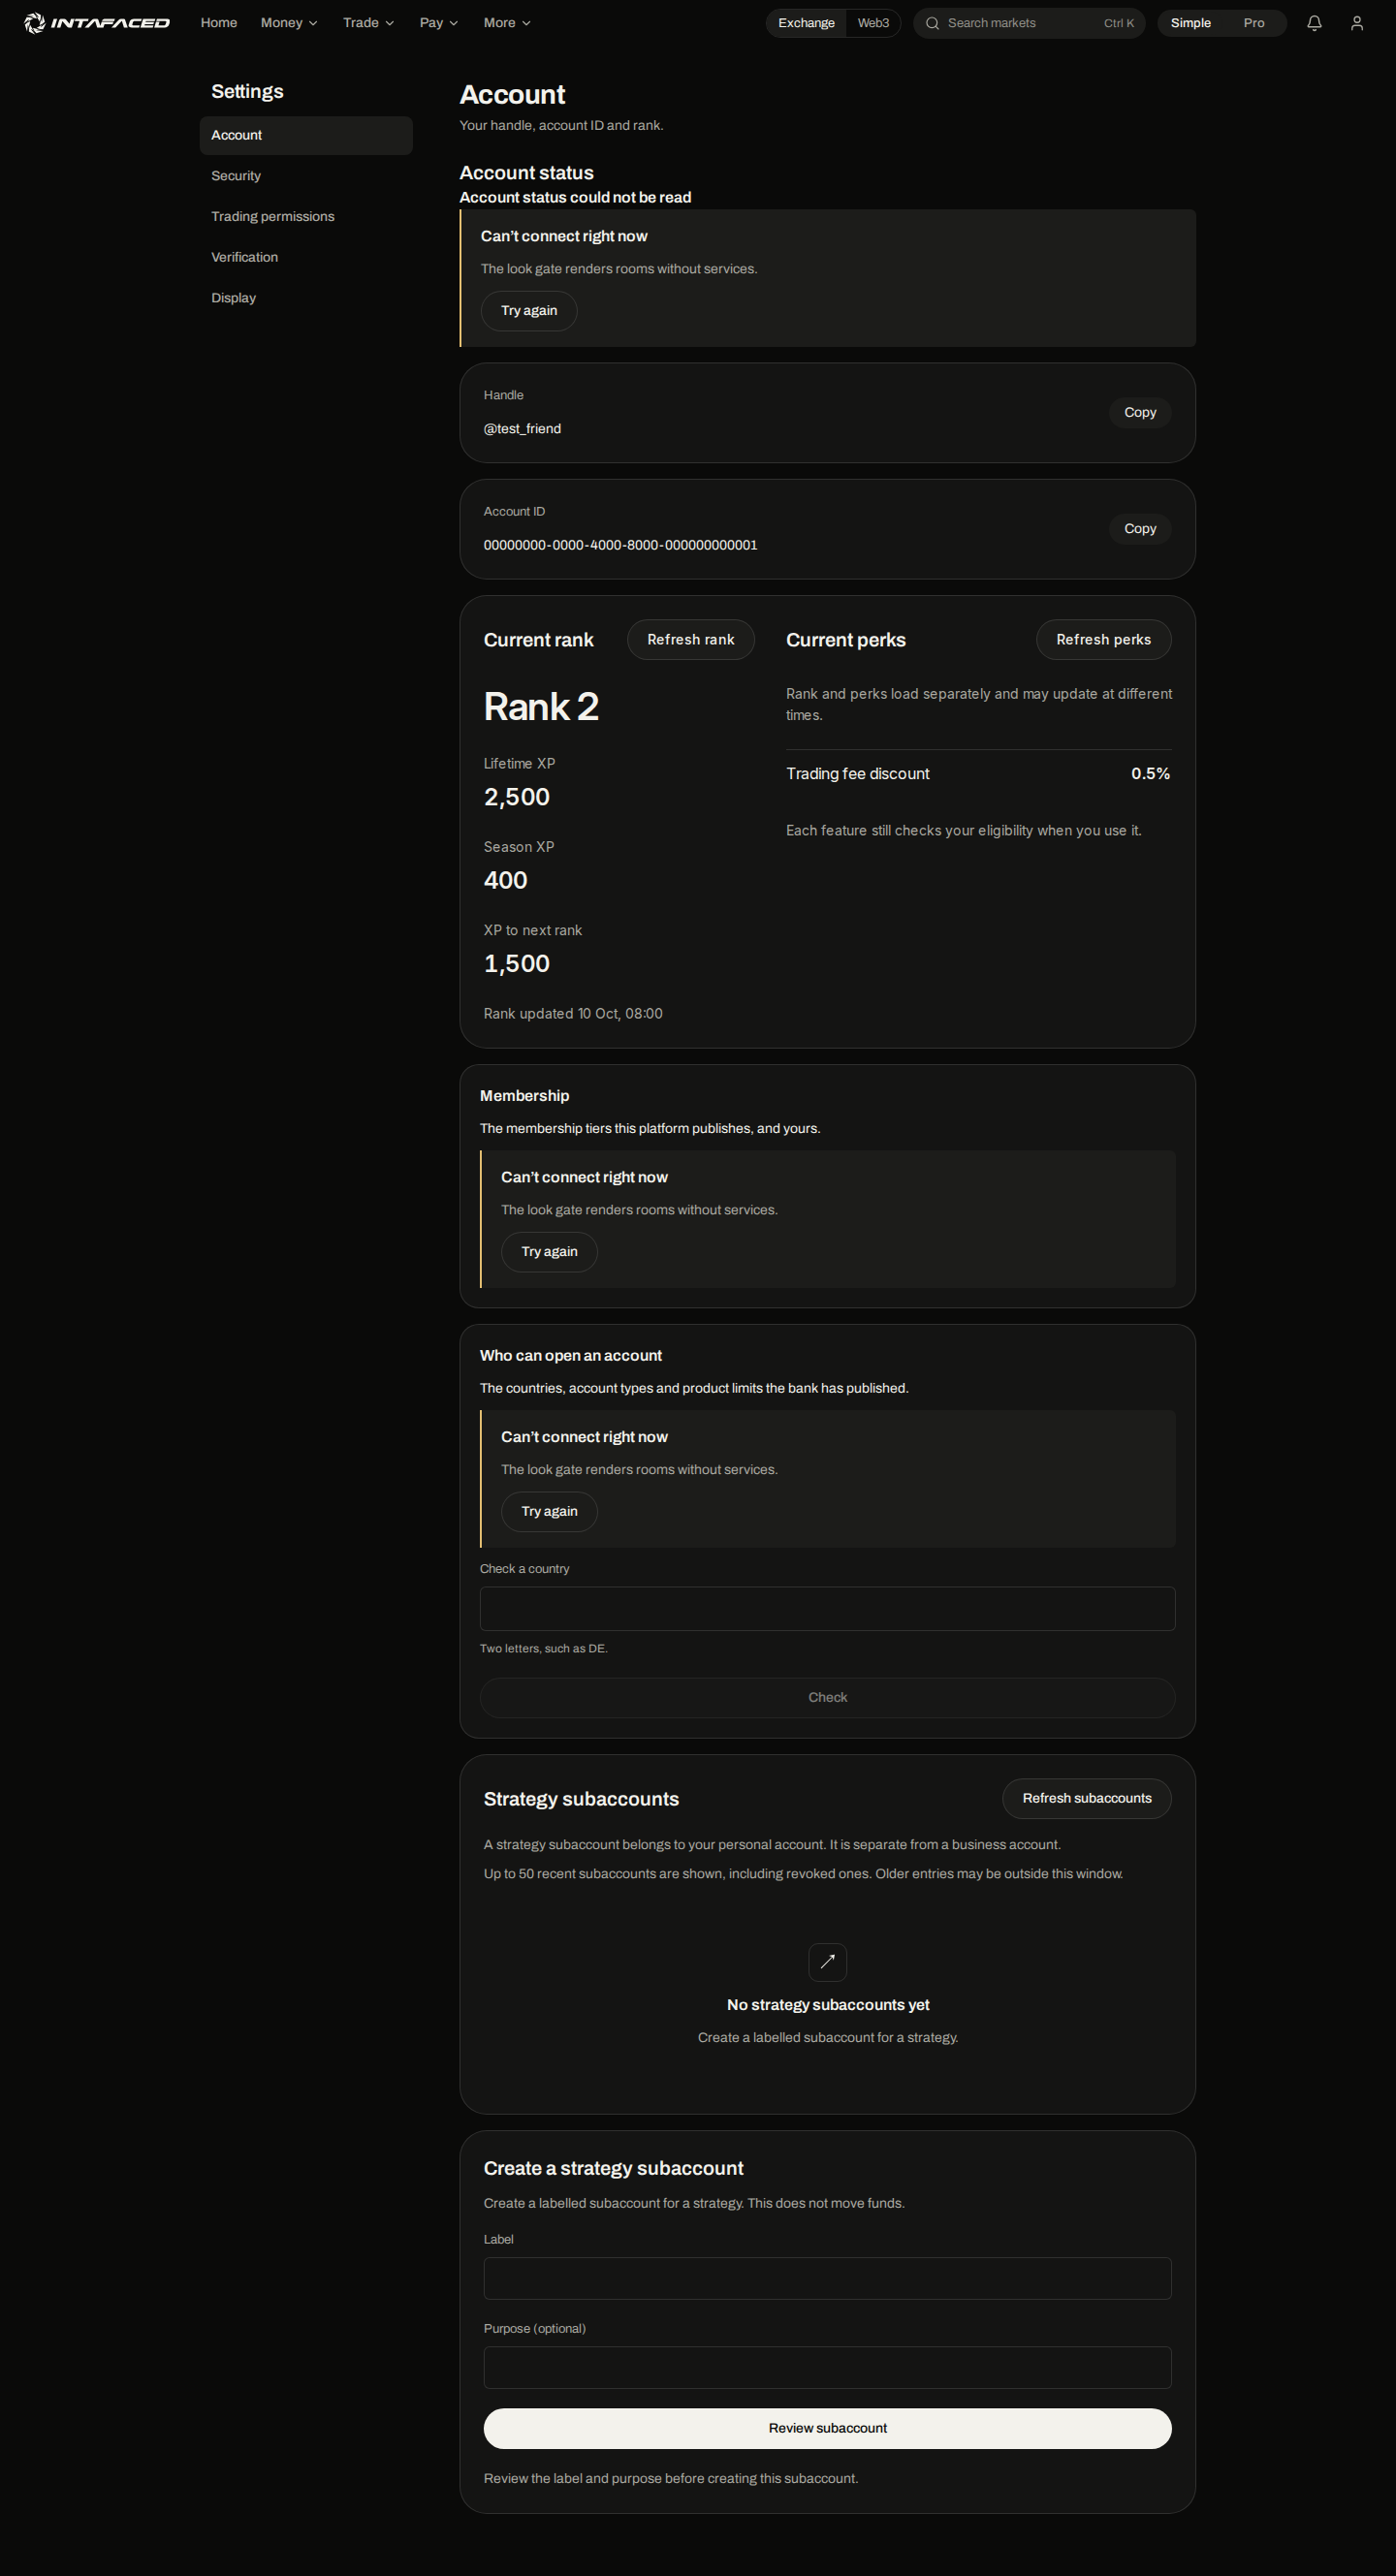 INTAFACED
Home
Money
Trade
Pay
More
Exchange
Web3
Search markets
Ctrl K
Simple
Pro
Settings
Account
Security
Trading permissions
Verification
Display
Account
Your handle, account ID and rank.
Account status
Account status could not be read
Can’t connect right now
The look gate renders rooms without services.
Try again
Handle
@test_friend
Copy
Account ID
00000000-0000-4000-8000-000000000001
Copy
Current rank
Refresh rank
Rank 2
Lifetime XP
2,500
Season XP
400
XP to next rank
1,500
Rank updated 10 Oct, 08:00
Current perks
Refresh perks
Rank and perks load separately and may update at different
times.
Trading fee discount
0.5%
Each feature still checks your eligibility when you use it.
Membership
The membership tiers this platform publishes, and yours.
Can’t connect right now
The look gate renders rooms without services.
Try again
Who can open an account
The countries, account types and product limits the bank has published.
Can’t connect right now
The look gate renders rooms without services.
Try again
Check a country
Two letters, such as DE.
Check
Strategy subaccounts
Refresh subaccounts
A strategy subaccount belongs to your personal account. It is separate from a business account.
Up to 50 recent subaccounts are shown, including revoked ones. Older entries may be outside this window.
No strategy subaccounts yet
Create a labelled subaccount for a strategy.
Create a strategy subaccount
Create a labelled subaccount for a strategy. This does not move funds.
Label
Purpose (optional)
Review subaccount
Review the label and purpose before creating this subaccount.